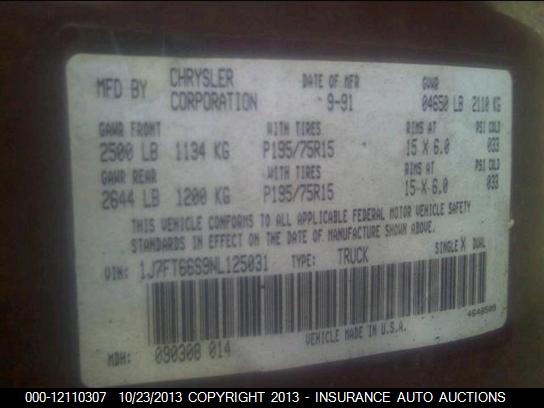 MFD BY CHRYSLER CORPORATION DATE OF MFR 9-91 GVWR 04650 LB 2110 KG
GAWR FRONT WITH TIRES RIMS AT PSI COLD
2500 LB 1134 KG P195/75R15 15 X 6.0 033
GAWR REAR WITH TIRES RIMS AT PSI COLD
2644 LB 1200 KG P195/75R15 15 X 6.0 033
THIS VEHICLE CONFORMS TO ALL APPLICABLE FEDERAL MOTOR VEHICLE SAFETY
STANDARDS IN EFFECT ON THE DATE OF MANUFACTURE SHOWN ABOVE.
VIN: 1J7FT66S9NL125031 TYPE: TRUCK SINGLE X DUAL
MDH: 090308 014 VEHICLE MADE IN U.S.A. 4648509
000-12110307 10/23/2013 COPYRIGHT 2013 - INSURANCE AUTO AUCTIONS